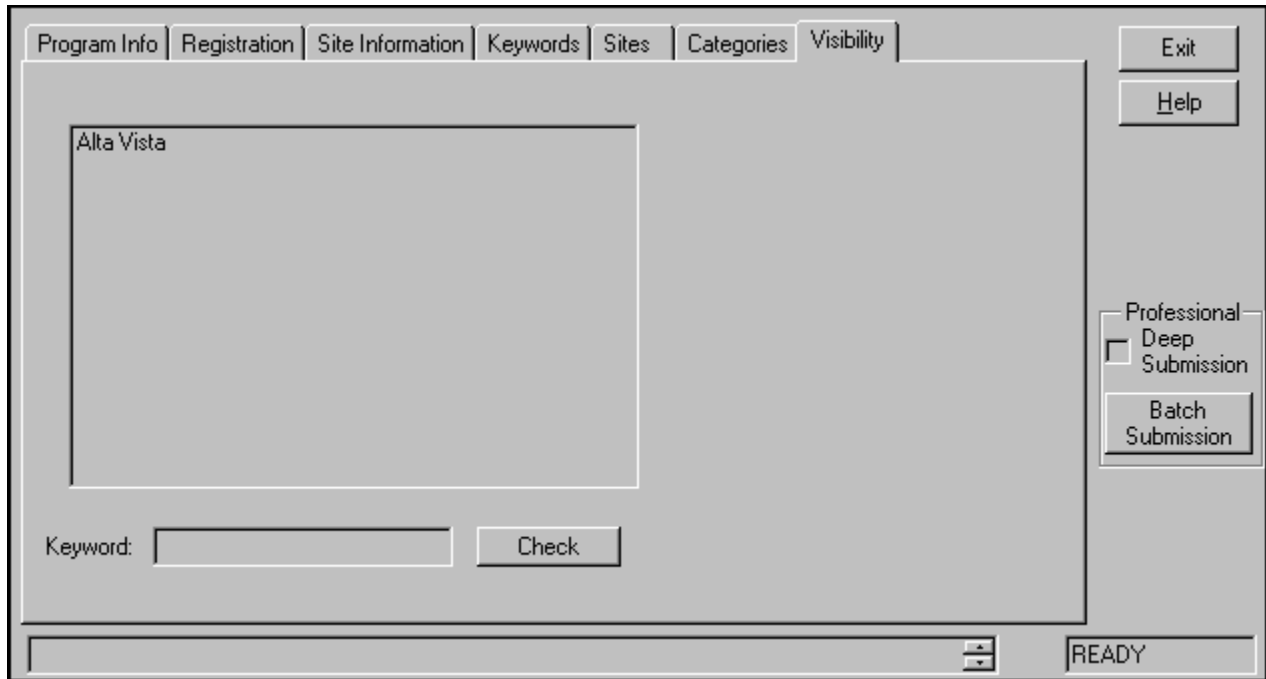 Program Info Registration Site Information Keywords Sites Categories Visibility
Exit
Help
Alta Vista
Professional
Deep
Submission
Batch
Submission
Keyword: Check
READY